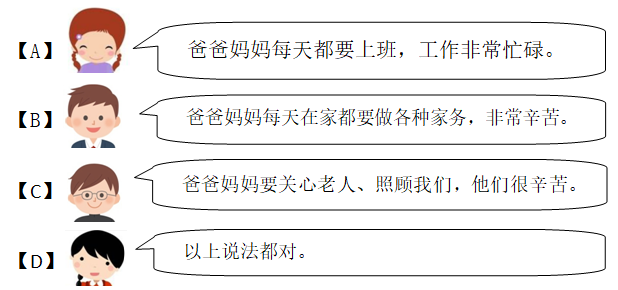 【A】 爸爸妈妈每天都要上班，工作非常忙碌。
【B】 爸爸妈妈每天在家都要做各种家务，非常辛苦。
【C】 爸爸妈妈要关心老人、照顾我们，他们很辛苦。
【D】 以上说法都对。